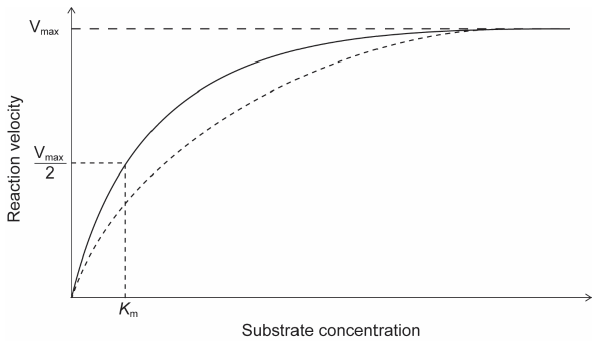 Vmax
Vmax
2
Reaction velocity
Km
Substrate concentration